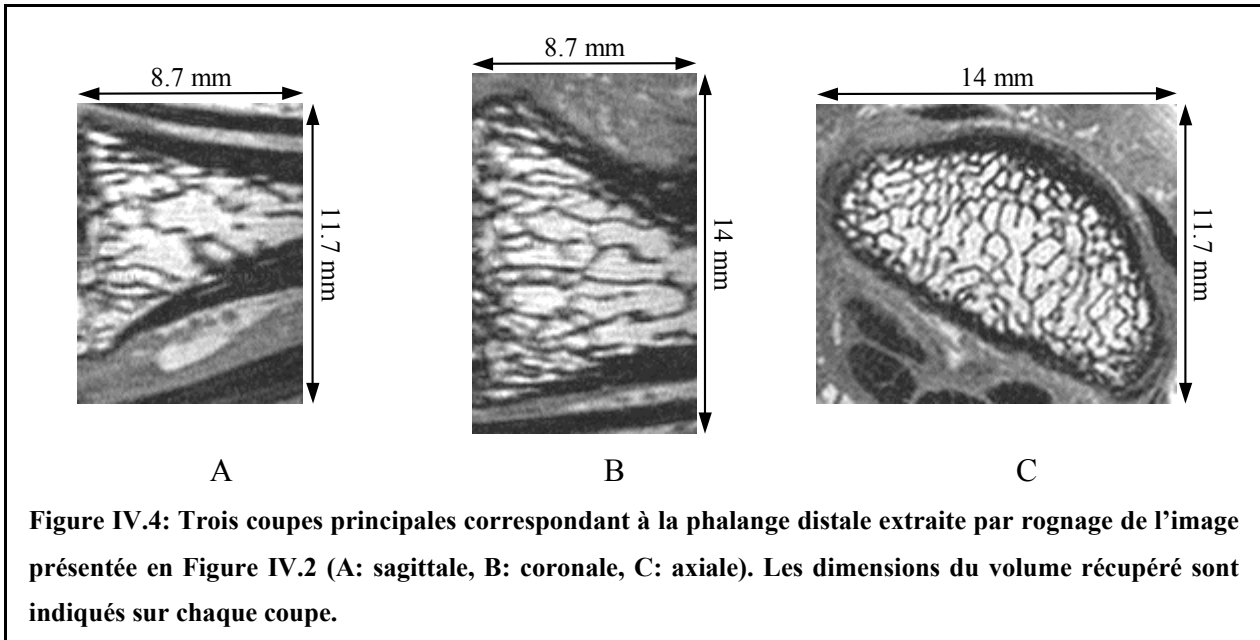 8.7 mm
11.7 mm
8.7 mm
14 mm
14 mm
11.7 mm
A
B
C
Figure IV.4: Trois coupes principales correspondant à la phalange distale extraite par rognage de l’image
présentée en Figure IV.2 (A: sagittale, B: coronale, C: axiale). Les dimensions du volume récupéré sont
indiqués sur chaque coupe.